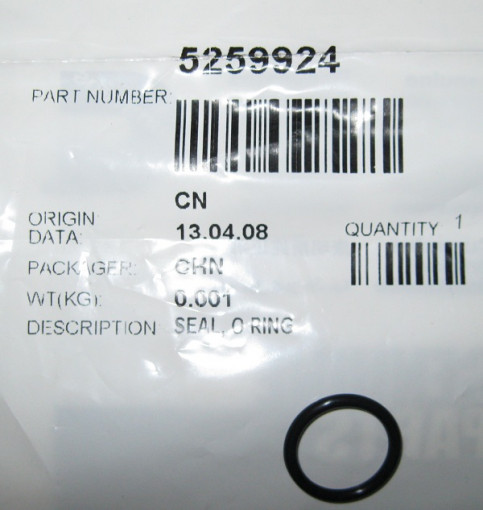 5259924
PART NUMBER:
CN
ORIGIN
DATA: 13.04.08 QUANTITY 1
PACKAGER: CHN
WT(KG): 0.001
DESCRIPTION SEAL, O RING
PARTS